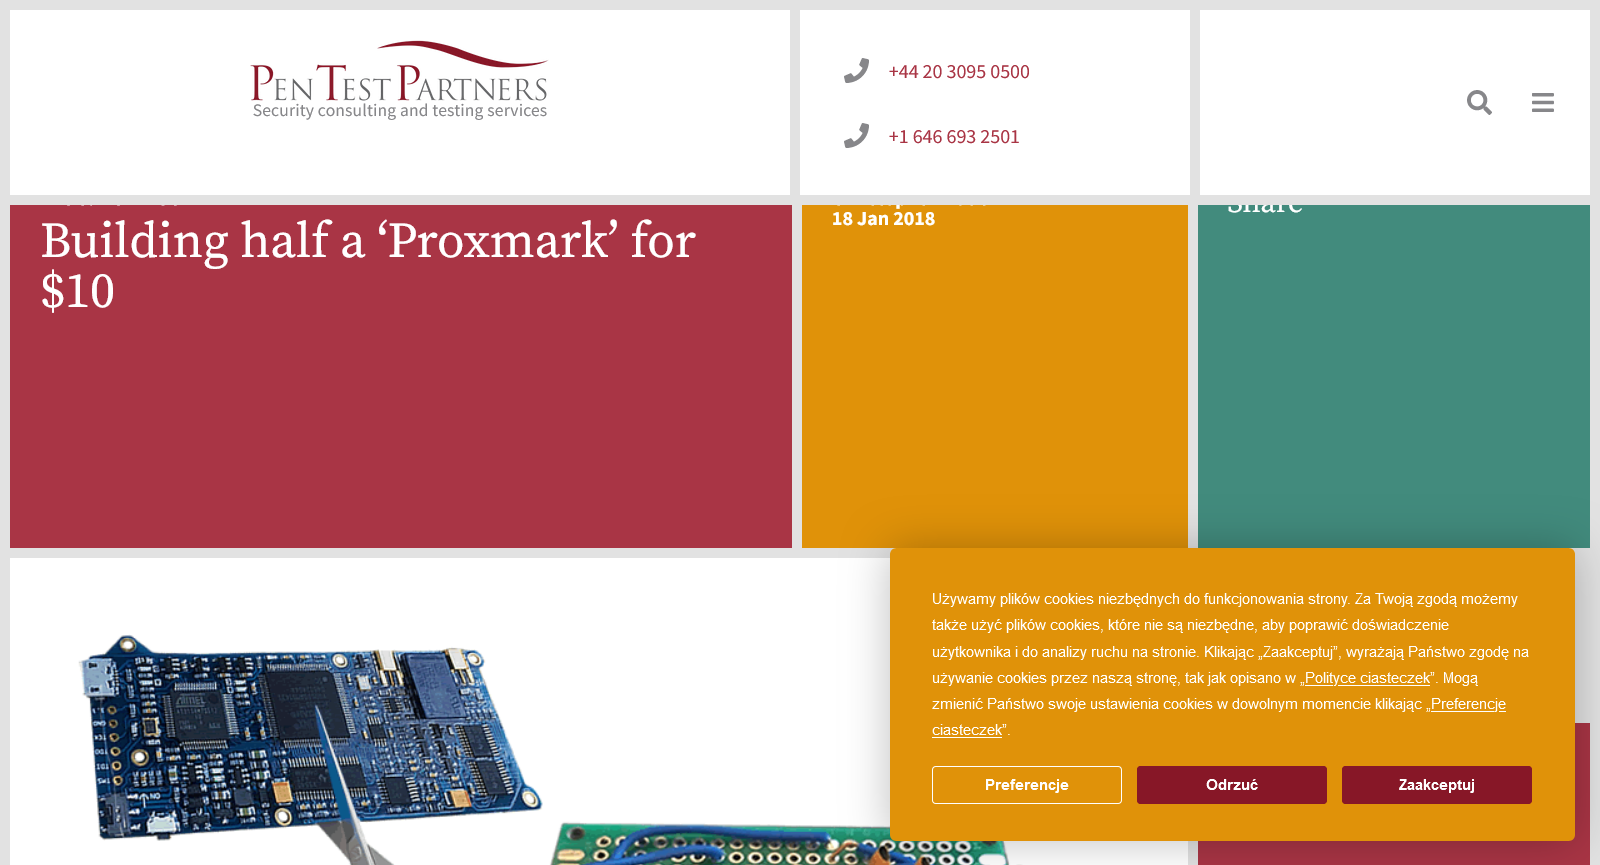 PEN TEST PARTNERS
Security consulting and testing services
+44 20 3095 0500
+1 646 693 2501
Building half a ‘Proxmark’ for
$10
18 Jan 2018
Share
Używamy plików cookies niezbędnych do funkcjonowania strony. Za Twoją zgodą możemy
także użyć plików cookies, które nie są niezbędne, aby poprawić doświadczenie
użytkownika i do analizy ruchu na stronie. Klikając „Zaakceptuj”, wyrażają Państwo zgodę na
używanie cookies przez naszą stronę, tak jak opisano w „Polityce ciasteczek”. Mogą
zmienić Państwo swoje ustawienia cookies w dowolnym momencie klikając „Preferencje
ciasteczek”.
Preferencje
Odrzuć
Zaakceptuj